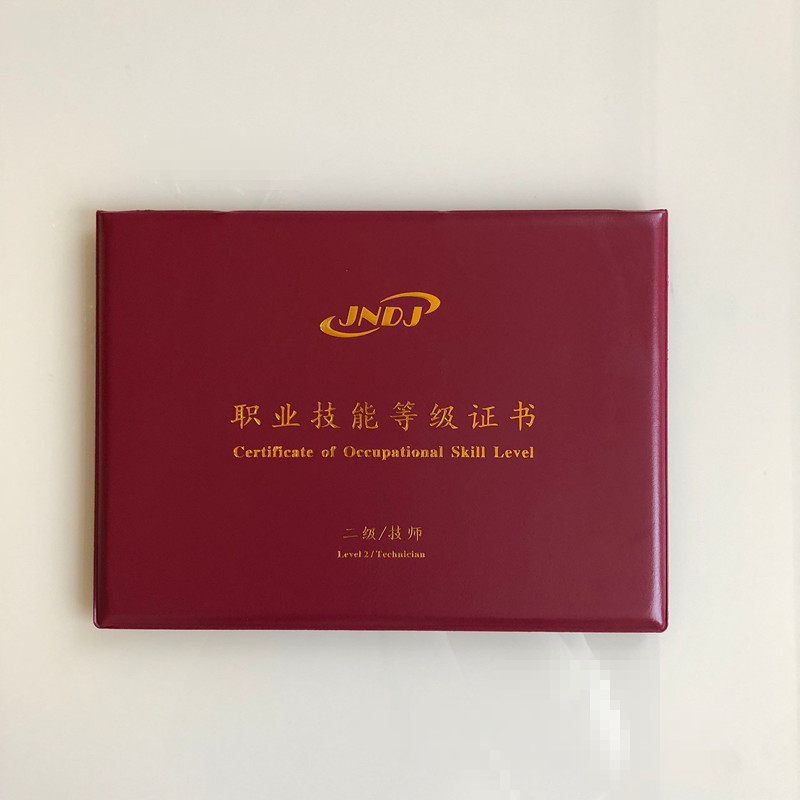 JNDJ
职业技能等级证书
Certificate of Occupational Skill Level
二级/技师
Level 2 / Technician